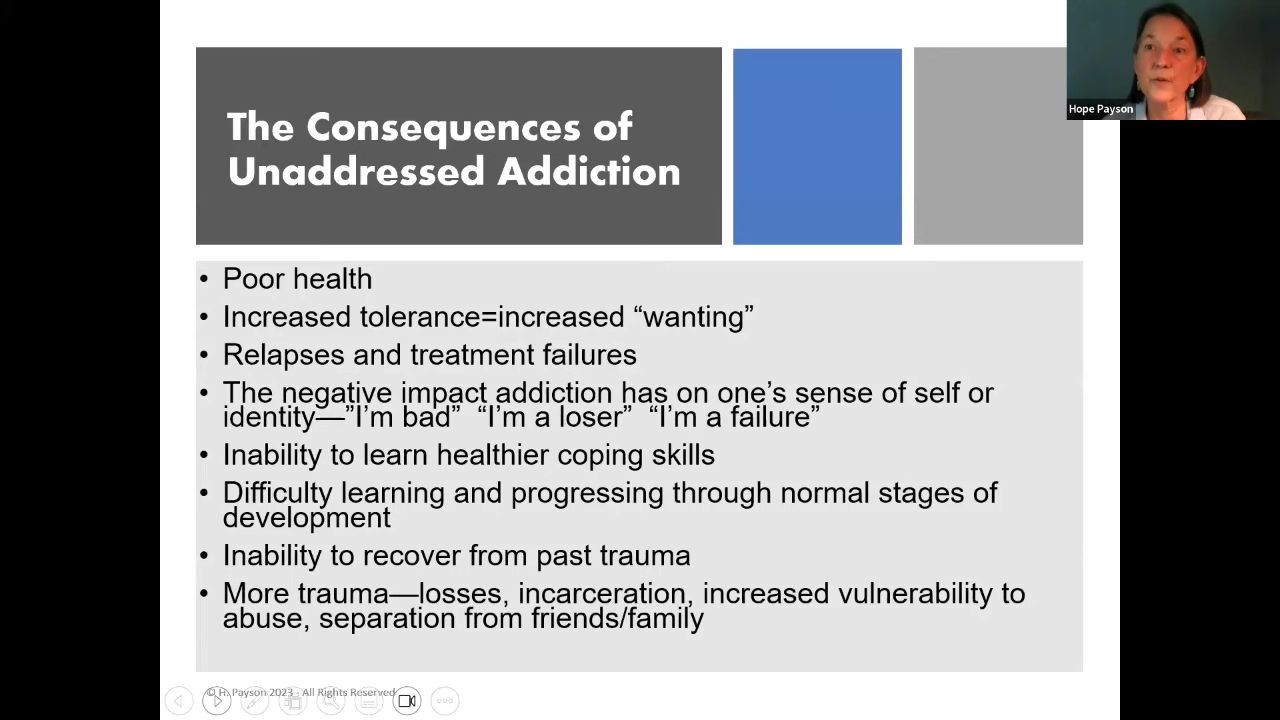 The Consequences of
Unaddressed Addiction
Hope Payson
• Poor health
• Increased tolerance=increased “wanting”
• Relapses and treatment failures
• The negative impact addiction has on one’s sense of self or
identity—”I’m bad”  “I’m a loser”  “I’m a failure”
• Inability to learn healthier coping skills
• Difficulty learning and progressing through normal stages of
development
• Inability to recover from past trauma
• More trauma—losses, incarceration, increased vulnerability to
abuse, separation from friends/family
© H. Payson 2023   All Rights Reserved